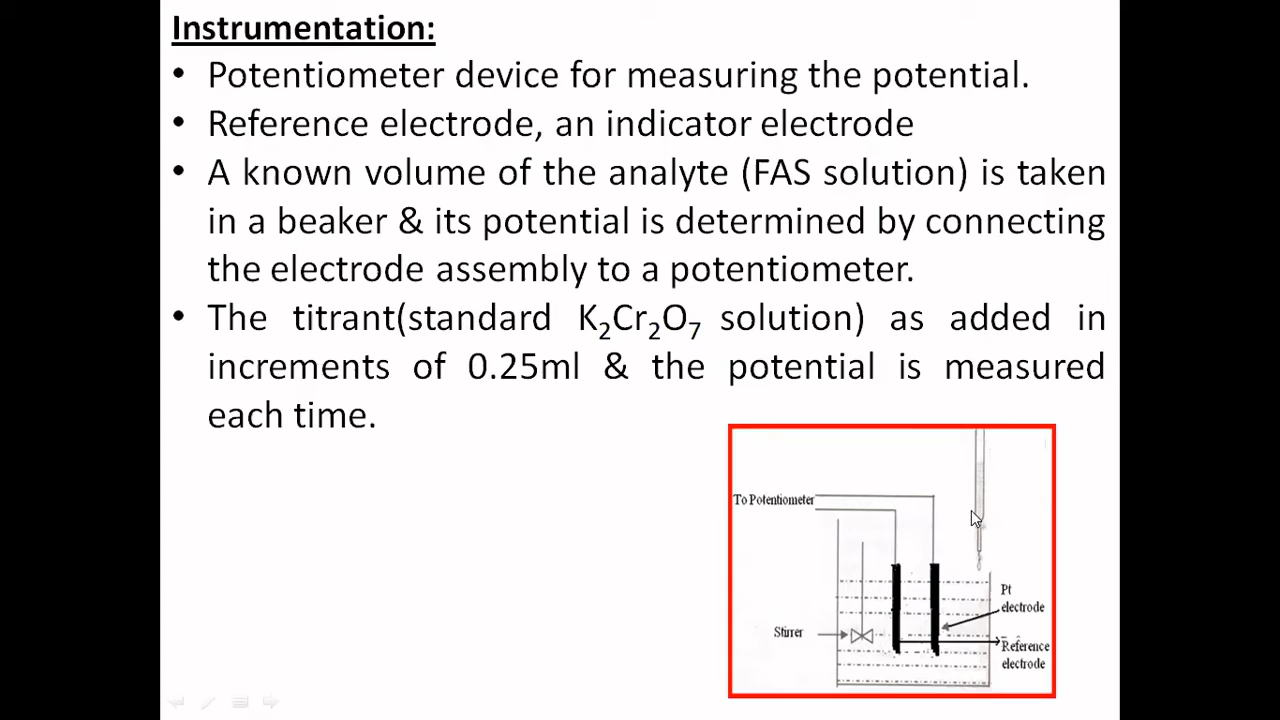 Instrumentation:
• Potentiometer device for measuring the potential.
• Reference electrode, an indicator electrode
• A known volume of the analyte (FAS solution) is taken
in a beaker & its potential is determined by connecting
the electrode assembly to a potentiometer.
• The titrant(standard K₂Cr₂O₇ solution) as added in
increments of 0.25ml & the potential is measured
each time.
To Potentiometer
Pt
electrode
Stirrer
Reference
electrode